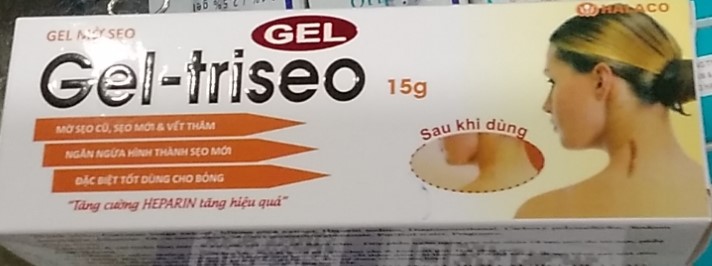 HALACO
GEL MỜ SẸO
GEL
Gel-triseo 15g
MỜ SẸO CŨ, SẸO MỚI & VẾT THÂM
NGĂN NGỪA HÌNH THÀNH SẸO MỚI
ĐẶC BIỆT TỐT DÙNG CHO BỎNG
"Tăng cường HEPARIN tăng hiệu quả"
Sau khi dùng